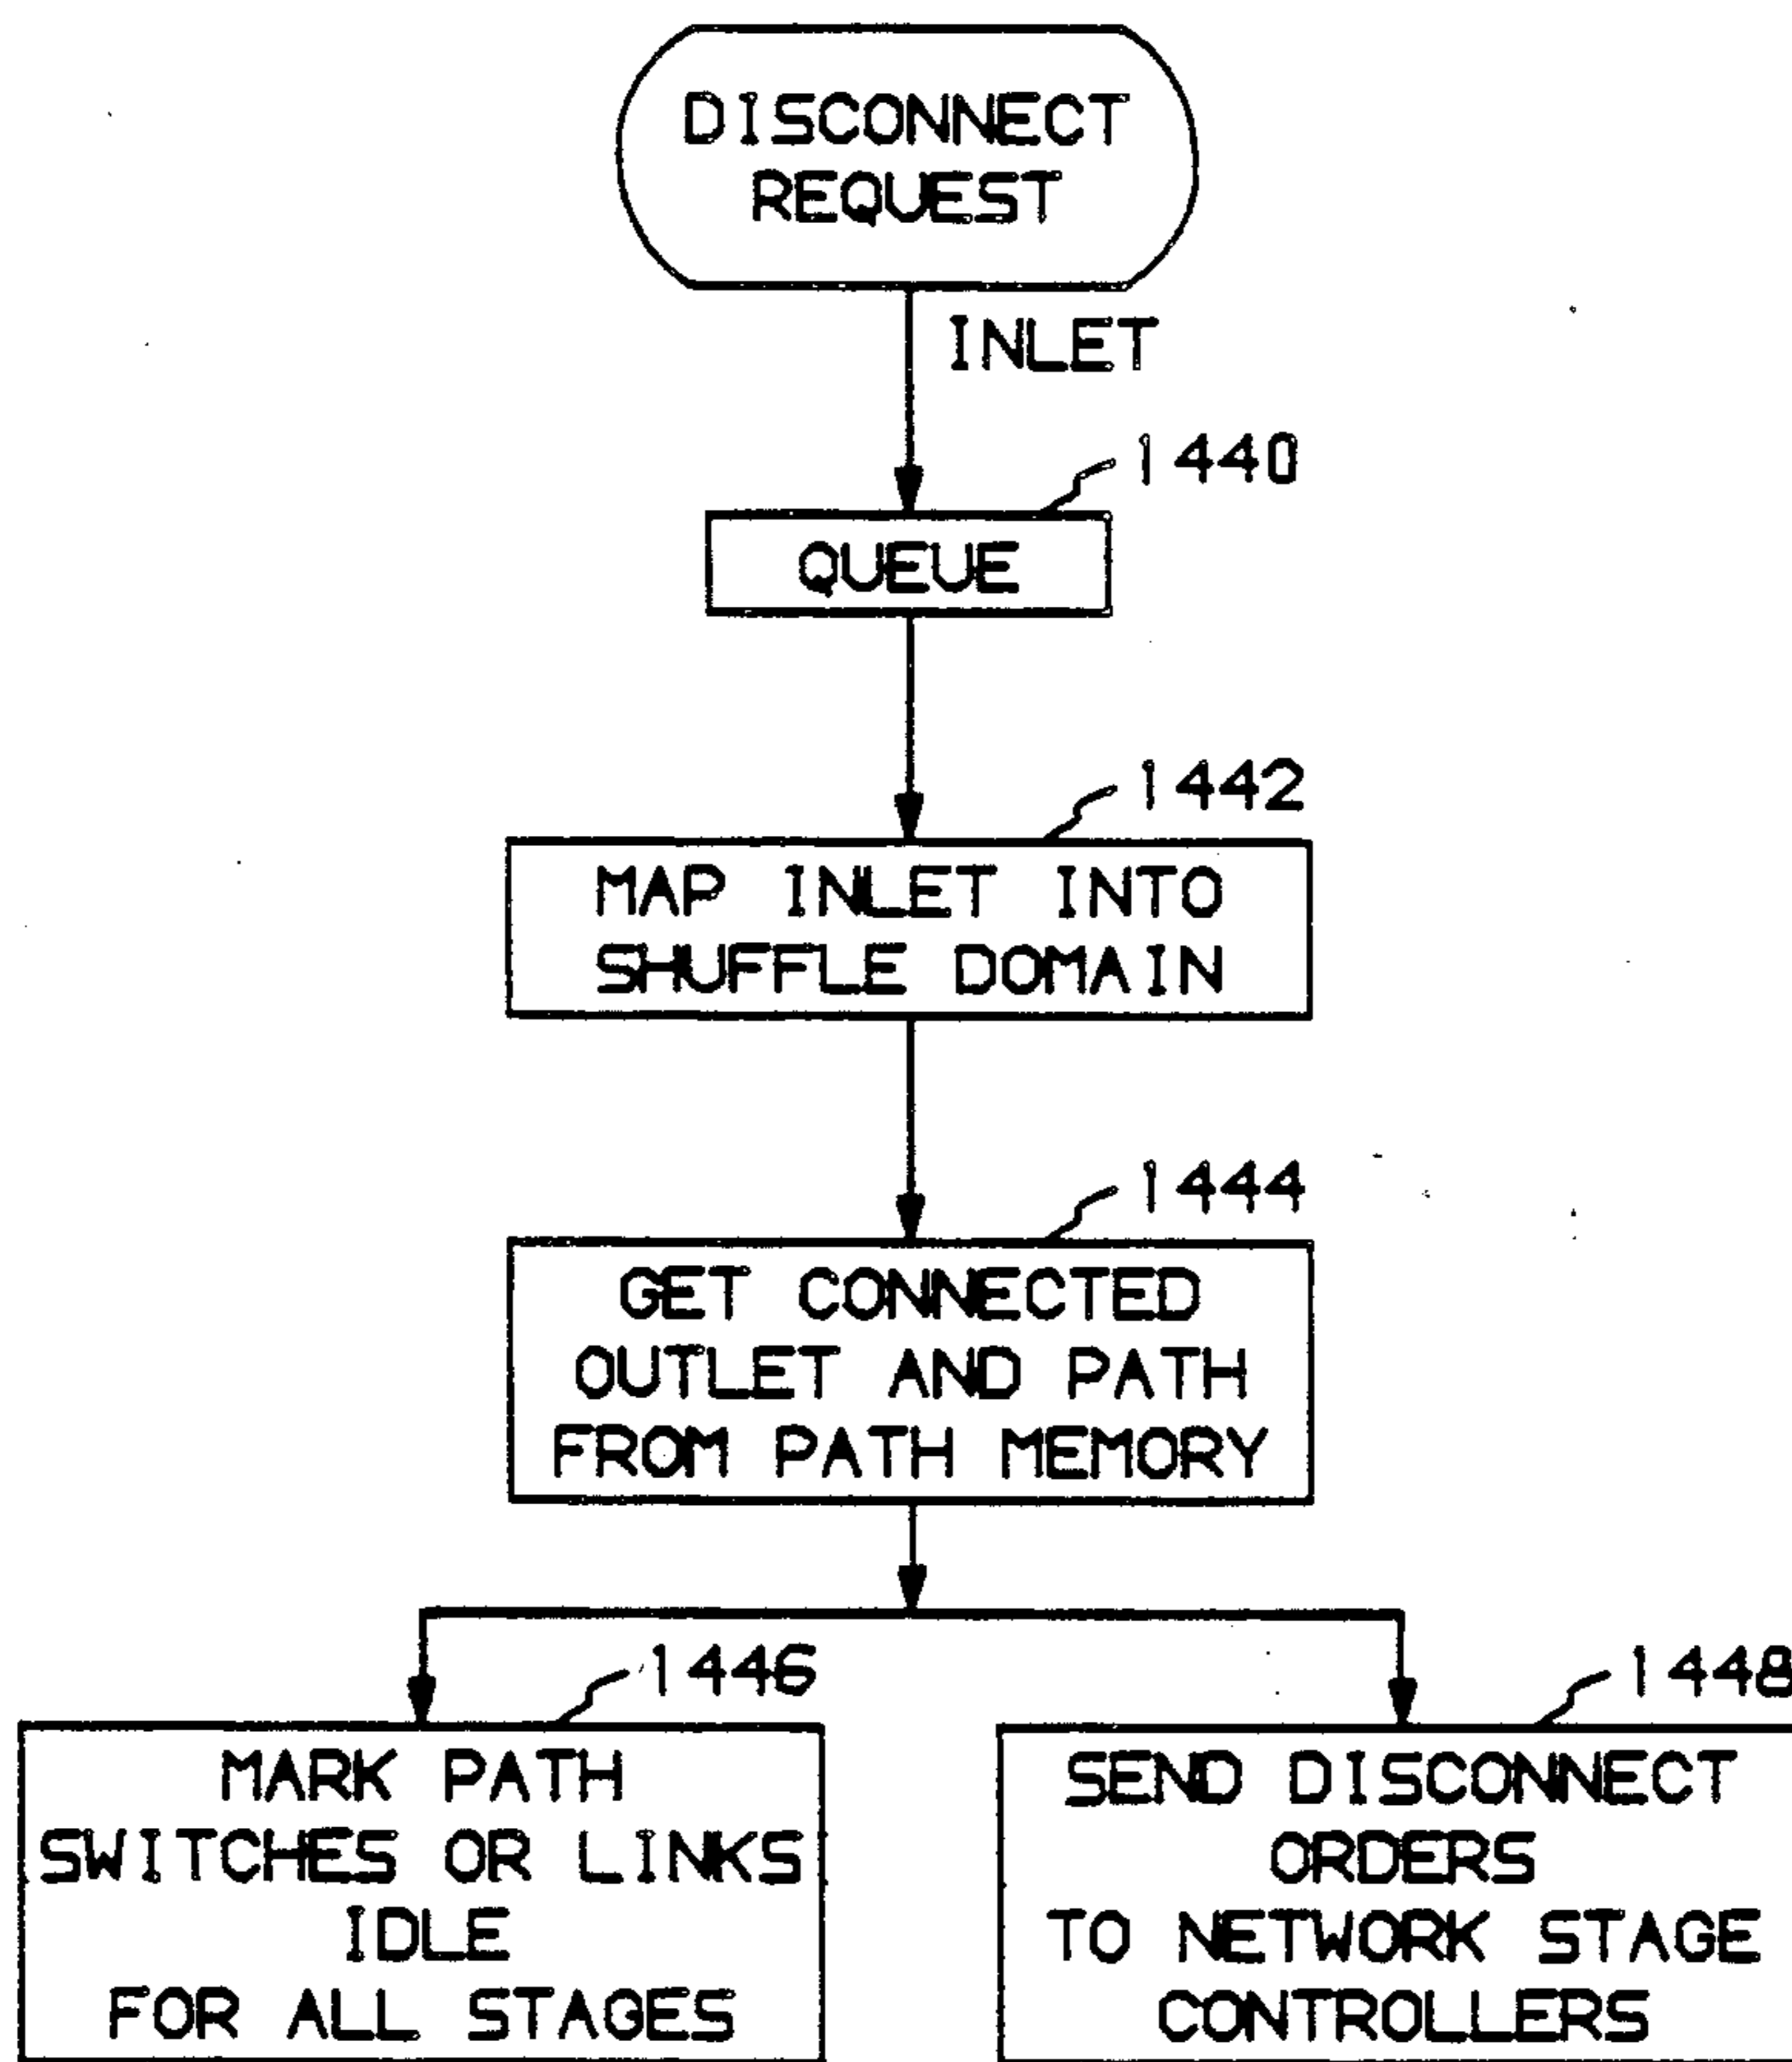 DISCONNECT
REQUEST
INLET
1440
QUEUE
1442
MAP INLET INTO
SHUFFLE DOMAIN
1444
GET CONNECTED
OUTLET AND PATH
FROM PATH MEMORY
1446
MARK PATH
SWITCHES OR LINKS
IDLE
FOR ALL STAGES
1448
SEND DISCONNECT
ORDERS
TO NETWORK STAGE
CONTROLLERS